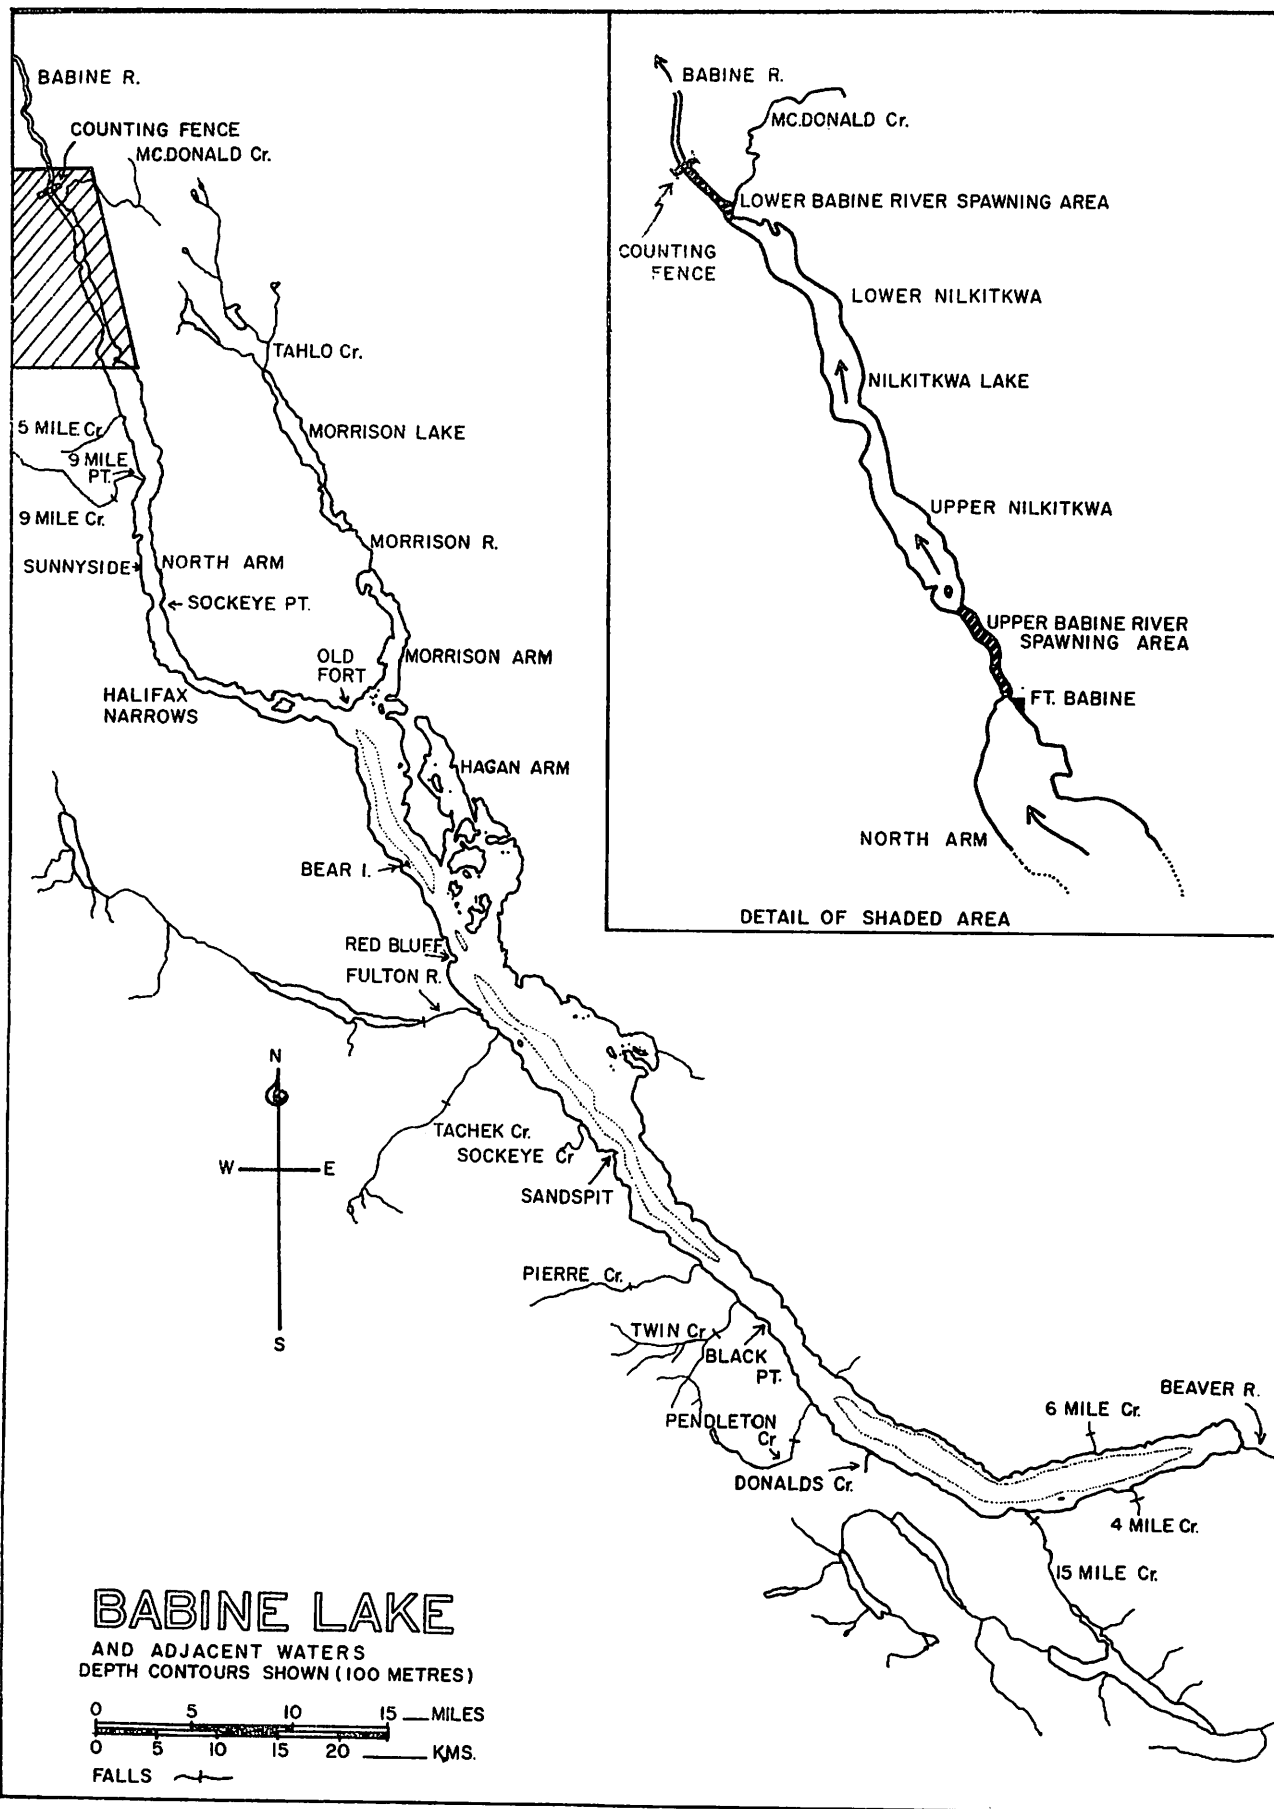 BABINE R.
COUNTING FENCE
MC.DONALD Cr.
TAHLO Cr.
5 MILE Cr.
MORRISON LAKE
9 MILE
PT.
9 MILE Cr.
MORRISON R.
SUNNYSIDE
NORTH ARM
SOCKEYE PT.
OLD
FORT
MORRISON ARM
HALIFAX
NARROWS
HAGAN ARM
BEAR I.
RED BLUFF
FULTON R.
N
W
E
S
TACHEK Cr.
SOCKEYE Cr
SANDSPIT
PIERRE Cr.
TWIN Cr
BLACK
PT.
PENDLETON
Cr
DONALDS Cr.
6 MILE Cr.
BEAVER R.
4 MILE Cr.
15 MILE Cr.
BABINE R.
MC.DONALD Cr.
LOWER BABINE RIVER SPAWNING AREA
COUNTING
FENCE
LOWER NILKITKWA
NILKITKWA LAKE
UPPER NILKITKWA
UPPER BABINE RIVER
SPAWNING AREA
FT. BABINE
NORTH ARM
DETAIL OF SHADED AREA
BABINE LAKE
AND ADJACENT WATERS
DEPTH CONTOURS SHOWN (100 METRES)
0 5 10 15 MILES
0 5 10 15 20 KMS.
FALLS